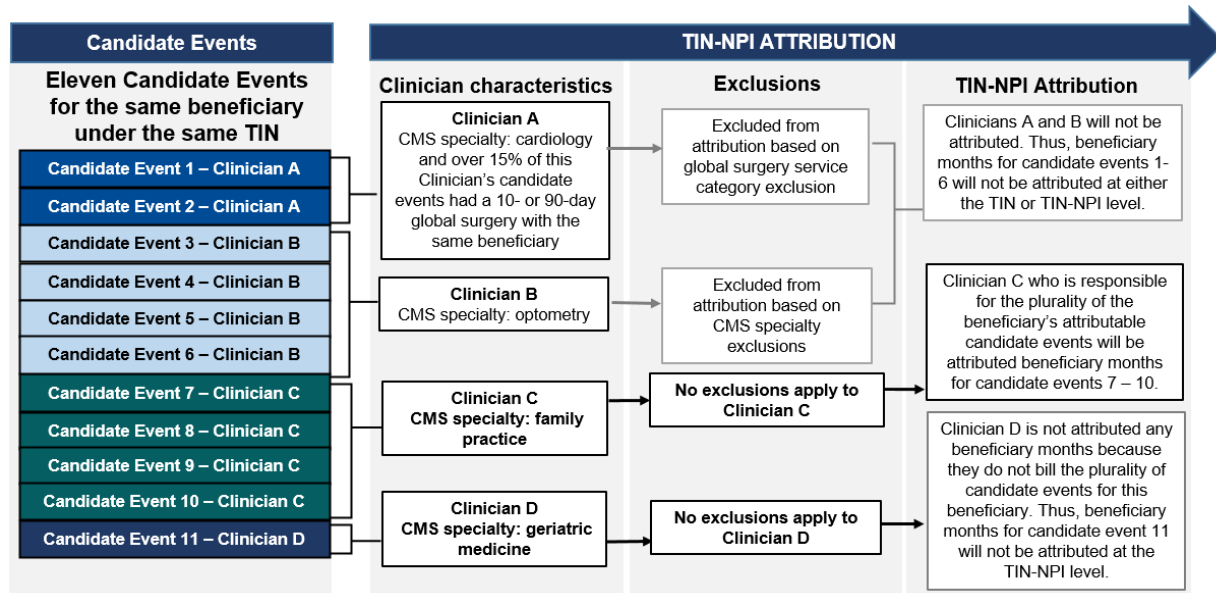 Candidate Events
TIN-NPI ATTRIBUTION
Eleven Candidate Events
for the same beneficiary
under the same TIN
Candidate Event 1 – Clinician A
Candidate Event 2 – Clinician A
Candidate Event 3 – Clinician B
Candidate Event 4 – Clinician B
Candidate Event 5 – Clinician B
Candidate Event 6 – Clinician B
Candidate Event 7 – Clinician C
Candidate Event 8 – Clinician C
Candidate Event 9 – Clinician C
Candidate Event 10 – Clinician C
Candidate Event 11 – Clinician D
Clinician characteristics
Clinician A
CMS specialty: cardiology
and over 15% of this
Clinician's candidate
events had a 10- or 90-day
global surgery with the
same beneficiary
Clinician B
CMS specialty: optometry
Clinician C
CMS specialty: family
practice
Clinician D
CMS specialty: geriatric
medicine
Exclusions
Excluded from
attribution based on
global surgery service
category exclusion
Excluded from
attribution based on
CMS specialty
exclusions
No exclusions apply to
Clinician C
No exclusions apply to
Clinician D
TIN-NPI Attribution
Clinicians A and B will not be
attributed. Thus, beneficiary
months for candidate events 1-
6 will not be attributed at either
the TIN or TIN-NPI level.
Clinician C who is responsible
for the plurality of the
beneficiary's attributable
candidate events will be
attributed beneficiary months
for candidate events 7 – 10.
Clinician D is not attributed any
beneficiary months because
they do not bill the plurality of
candidate events for this
beneficiary. Thus, beneficiary
months for candidate event 11
will not be attributed at the
TIN-NPI level.